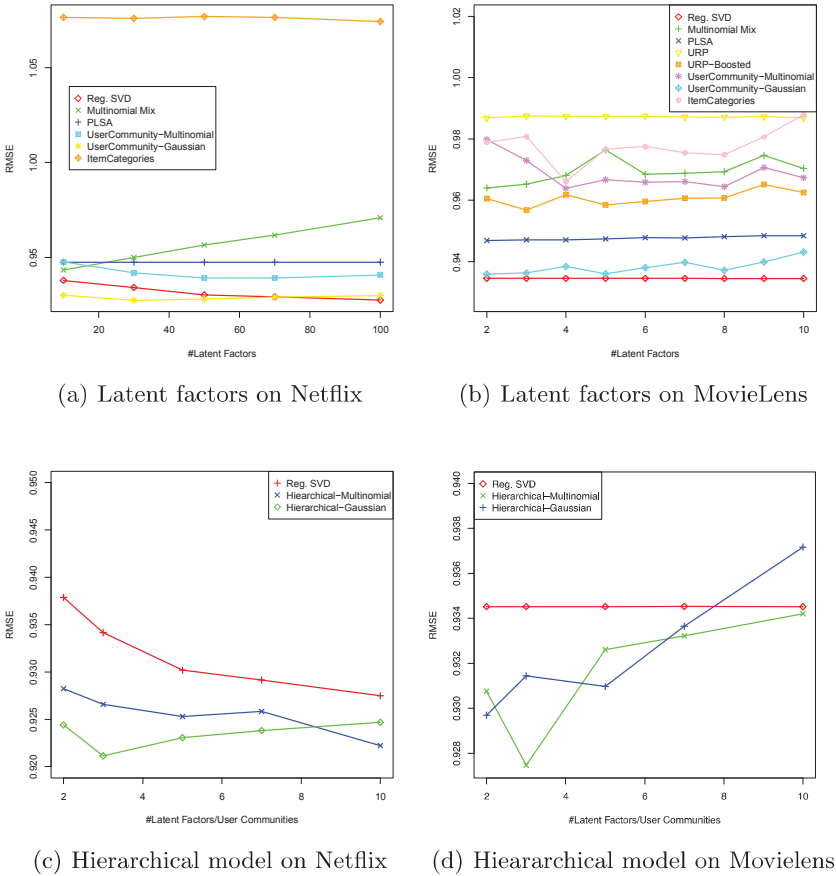 1.05
1.00
0.95
RMSE
Reg. SVD
Multinomial Mix
PLSA
UserCommunity−Multinomial
UserCommunity−Gaussian
ItemCategories
20 40 60 80 100
#Latent Factors
(a) Latent factors on Netflix
1.02
1.00
0.98
0.96
0.94
RMSE
Reg. SVD
Multinomial Mix
PLSA
URP
URP−Boosted
UserCommunity−Multinomial
UserCommunity−Gaussian
ItemCategories
2 4 6 8 10
#Latent Factors
(b) Latent factors on MovieLens
0.950
0.945
0.940
0.935
0.930
0.925
0.920
RMSE
Reg. SVD
Hiearchical−Multinomial
Hierarchical−Gaussian
2 4 6 8 10
#Latent Factors/User Communities
(c) Hierarchical model on Netflix
0.940
0.938
0.936
0.934
0.932
0.930
0.928
RMSE
Reg. SVD
Hierarchical−Multinomial
Hierarchical−Gaussian
2 4 6 8 10
#Latent Factors/User Communities
(d) Hieararchical model on Movielens